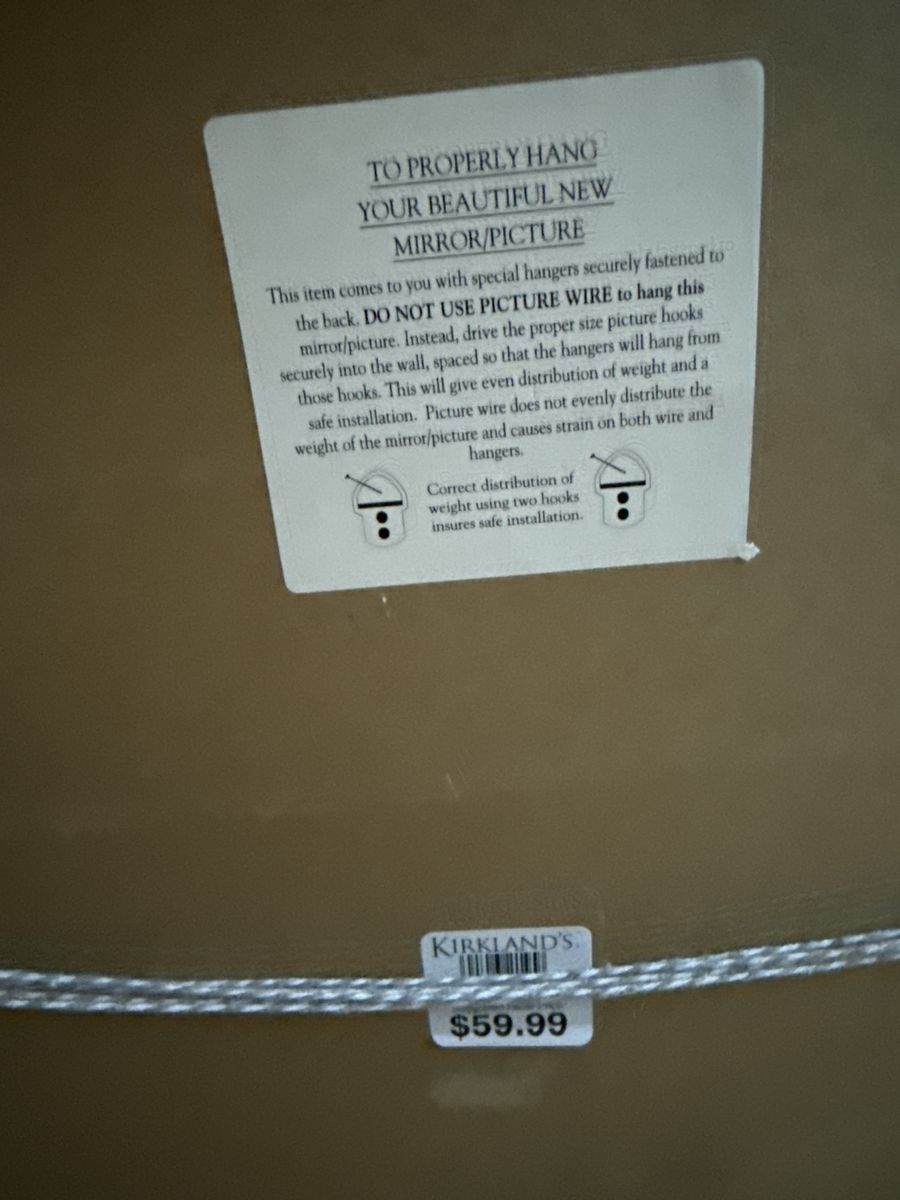 TO PROPERLY HANG
YOUR BEAUTIFUL NEW
MIRROR/PICTURE
This item comes to you with special hangers securely fastened to
the back. DO NOT USE PICTURE WIRE to hang this
mirror/picture. Instead, drive the proper size picture hooks
securely into the wall, spaced so that the hangers will hang from
those hooks. This will give even distribution of weight and a
safe installation. Picture wire does not evenly distribute the
weight of the mirror/picture and causes strain on both wire and
hangers.
Correct distribution of
weight using two hooks
insures safe installation.
KIRKLAND'S
$59.99